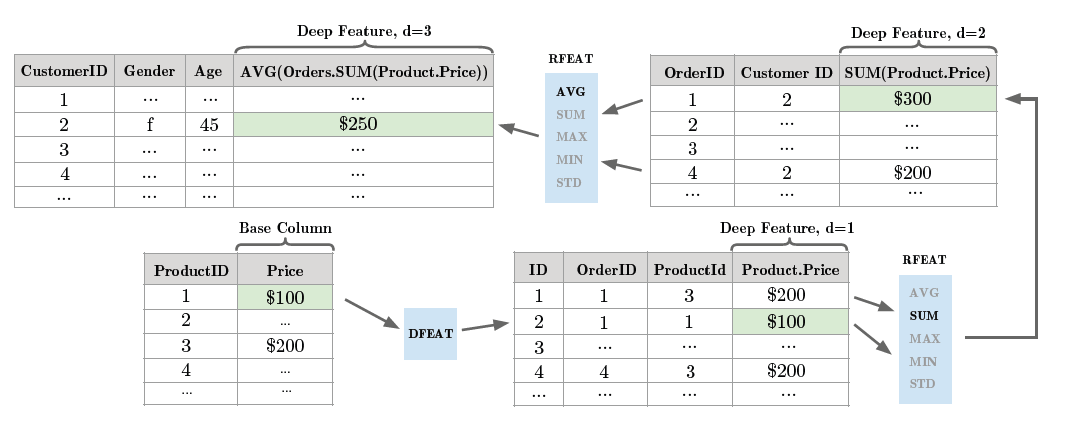 Deep Feature, d=3
CustomerID Gender Age AVG(Orders.SUM(Product.Price))
1 ... ... ...
2 f 45 $250
3 ... ... ...
4 ... ... ...
... ... ... ...
RFEAT
AVG
SUM
MAX
MIN
STD
Deep Feature, d=2
OrderID Customer ID SUM(Product.Price)
1 2 $300
2 ... ...
3 ... ...
4 2 $200
... ... ...
Base Column
ProductID Price
1 $100
2 ...
3 $200
4 ...
... ...
DFEAT
Deep Feature, d=1
ID OrderID ProductId Product.Price
1 1 3 $200
2 1 1 $100
3 ... ... ...
4 4 3 $200
... ... ... ...
RFEAT
AVG
SUM
MAX
MIN
STD